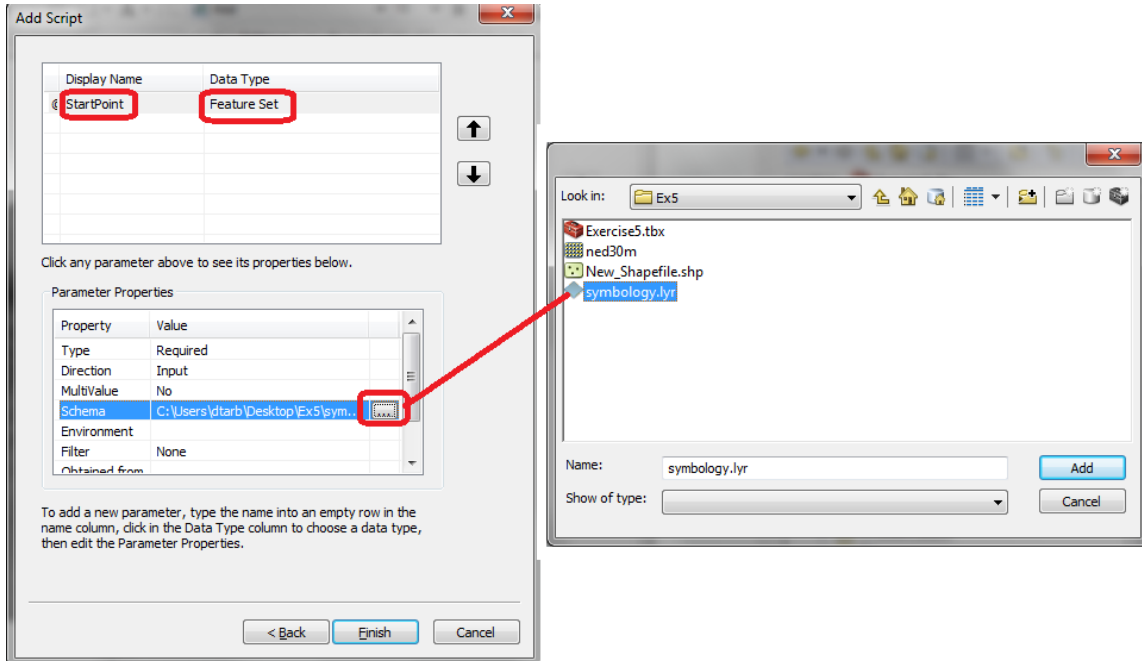 Add Script
Display Name Data Type
StartPoint Feature Set
Click any parameter above to see its properties below.
Parameter Properties
Property Value
Type Required
Direction Input
MultiValue No
Schema C:\Users\dtarb\Desktop\Ex5\sym...
Environment
Filter None
Obtained from
To add a new parameter, type the name into an empty row in the
name column, click in the Data Type column to choose a data type,
then edit the Parameter Properties.
< Back Finish Cancel
Look in: Ex5
Exercise5.tbx
ned30m
New_Shapefile.shp
symbology.lyr
Name: symbology.lyr Add
Show of type: Cancel